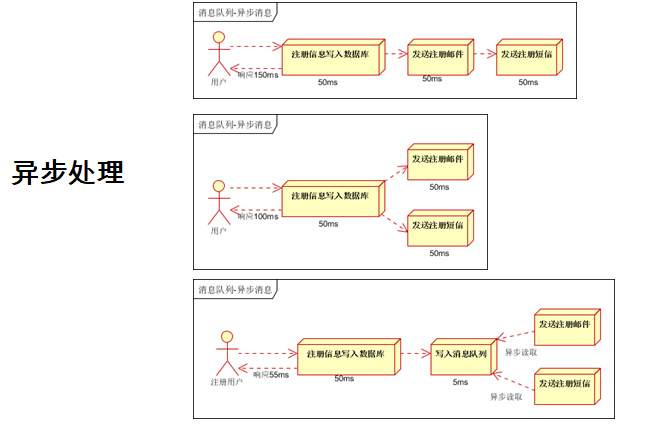 异步处理
消息队列-异步消息
注册信息写入数据库
发送注册邮件
发送注册短信
响应150ms
用户
50ms
50ms
50ms
消息队列-异步消息
发送注册邮件
50ms
注册信息写入数据库
响应100ms
用户
50ms
发送注册短信
50ms
消息队列-异步消息
发送注册邮件
注册信息写入数据库
写入消息队列
异步读取
响应55ms
注册用户
50ms
5ms
发送注册短信
异步读取